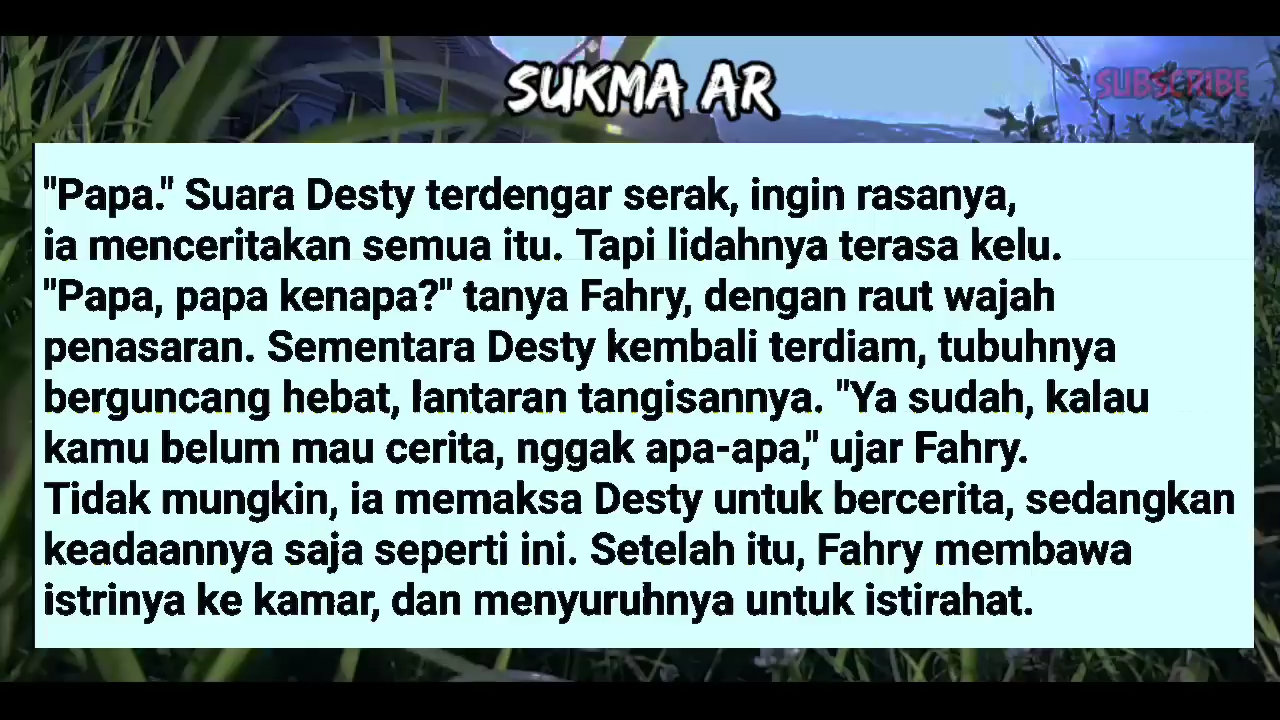 SUKMA AR
SUBSCRIBE
"Papa." Suara Desty terdengar serak, ingin rasanya,
ia menceritakan semua itu. Tapi lidahnya terasa kelu.
"Papa, papa kenapa?" tanya Fahry, dengan raut wajah
penasaran. Sementara Desty kembali terdiam, tubuhnya
berguncang hebat, lantaran tangisannya. "Ya sudah, kalau
kamu belum mau cerita, nggak apa-apa," ujar Fahry.
Tidak mungkin, ia memaksa Desty untuk bercerita, sedangkan
keadaannya saja seperti ini. Setelah itu, Fahry membawa
istrinya ke kamar, dan menyuruhnya untuk istirahat.